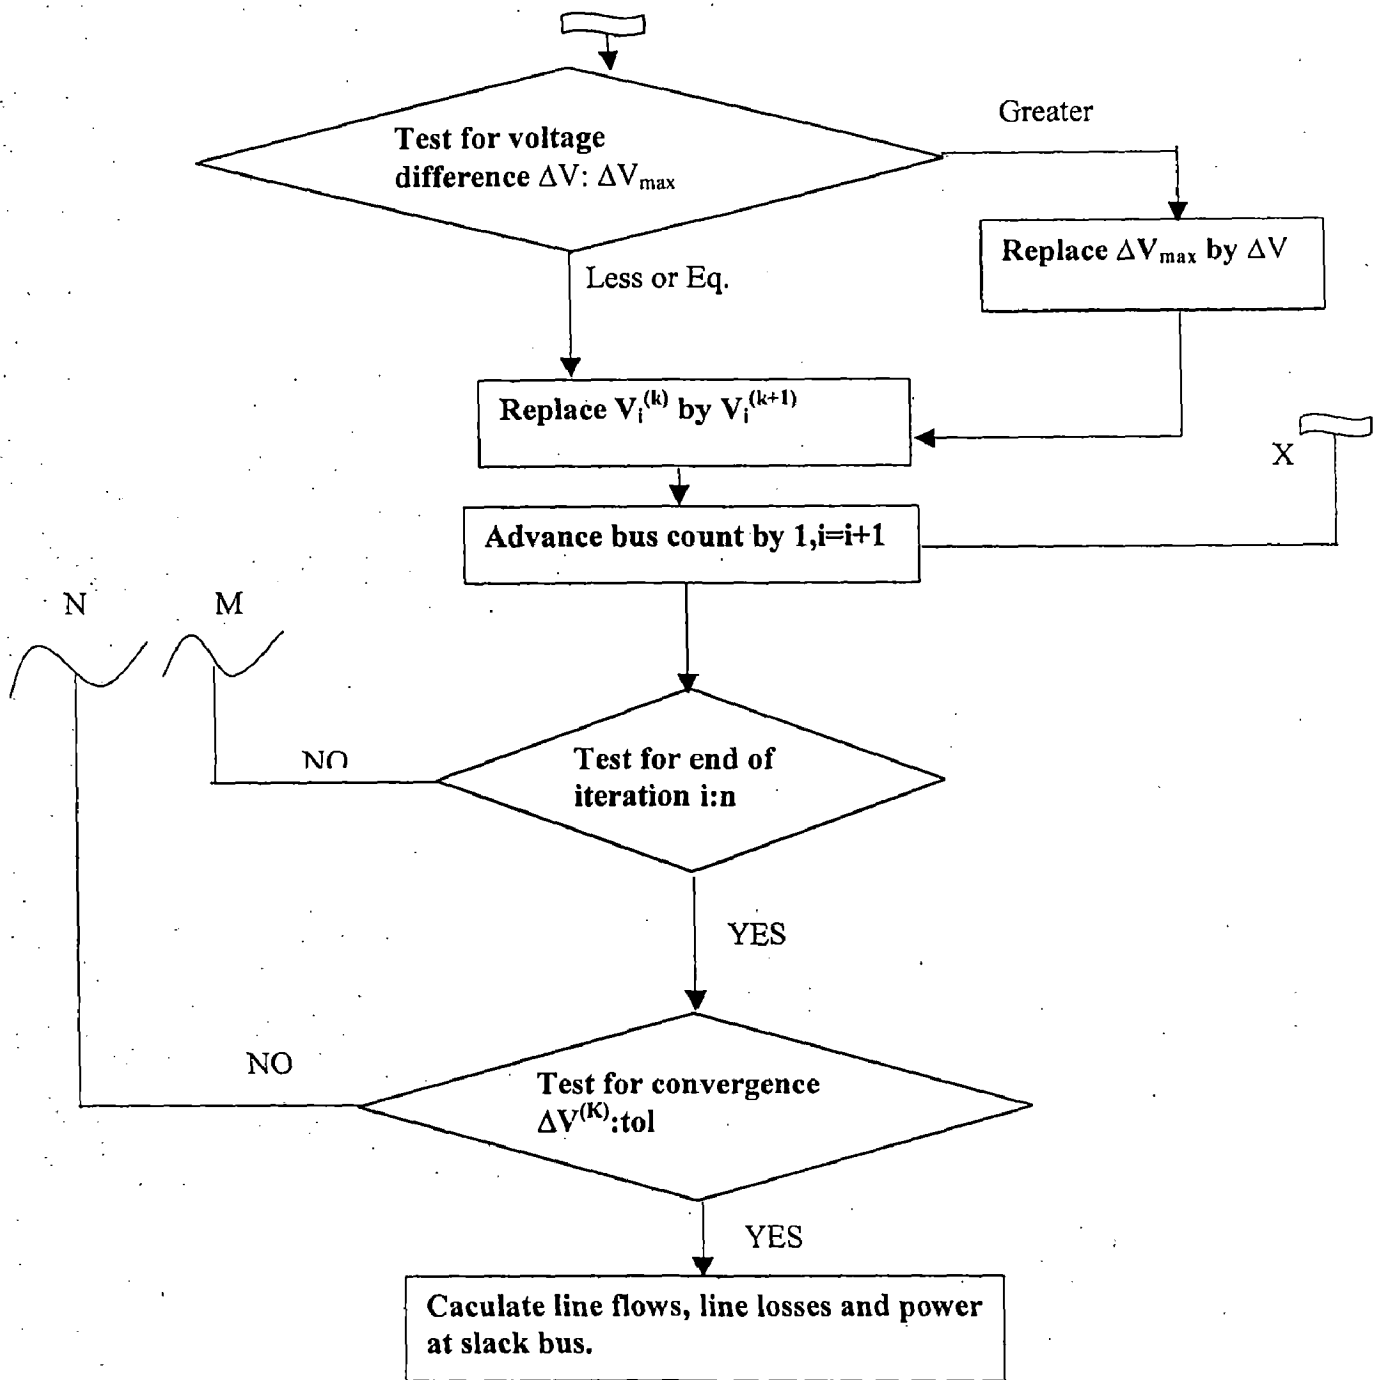 Greater
Test for voltage
difference ΔV: ΔVmax
Replace ΔVmax by ΔV
Less or Eq.
Replace Vi(k) by Vi(k+1)
X
Advance bus count by 1,i=i+1
N
M
NO
Test for end of
iteration i:n
YES
NO
Test for convergence
ΔV(K):tol
YES
Caculate line flows, line losses and power
at slack bus.